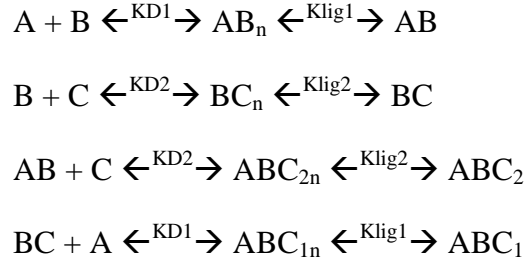 A + B ←KD1→ ABn ←Klig1→ AB
B + C ←KD2→ BCn ←Klig2→ BC
AB + C ←KD2→ ABC2n ←Klig2→ ABC2
BC + A ←KD1→ ABC1n ←Klig1→ ABC1